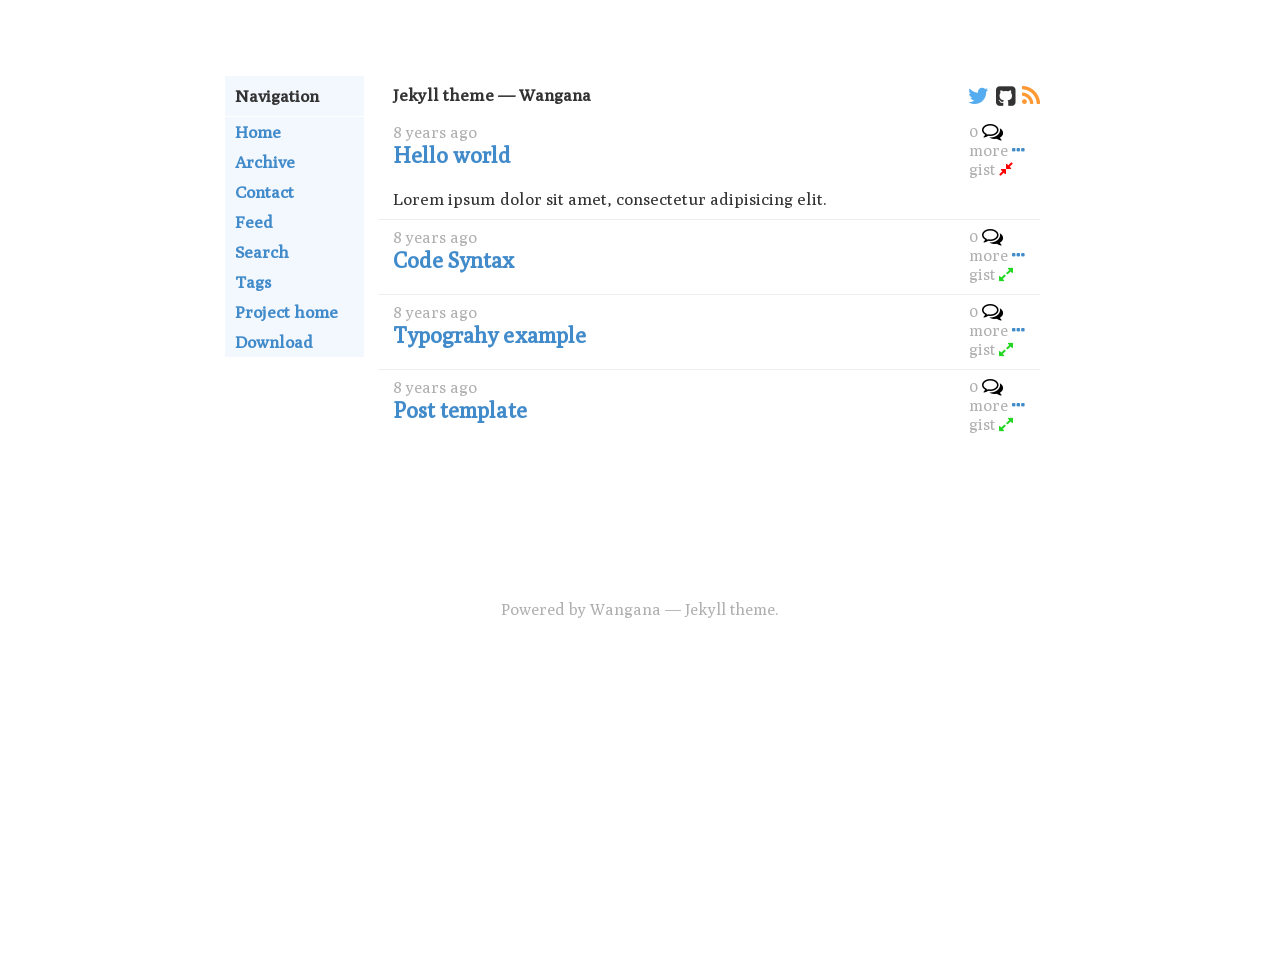 Navigation
Home
Archive
Contact
Feed
Search
Tags
Project home
Download
Jekyll theme — Wangana
8 years ago
Hello world
0
more
gist
Lorem ipsum dolor sit amet, consectetur adipisicing elit.
8 years ago
Code Syntax
0
more
gist
8 years ago
Typograhy example
0
more
gist
8 years ago
Post template
0
more
gist
Powered by Wangana — Jekyll theme.